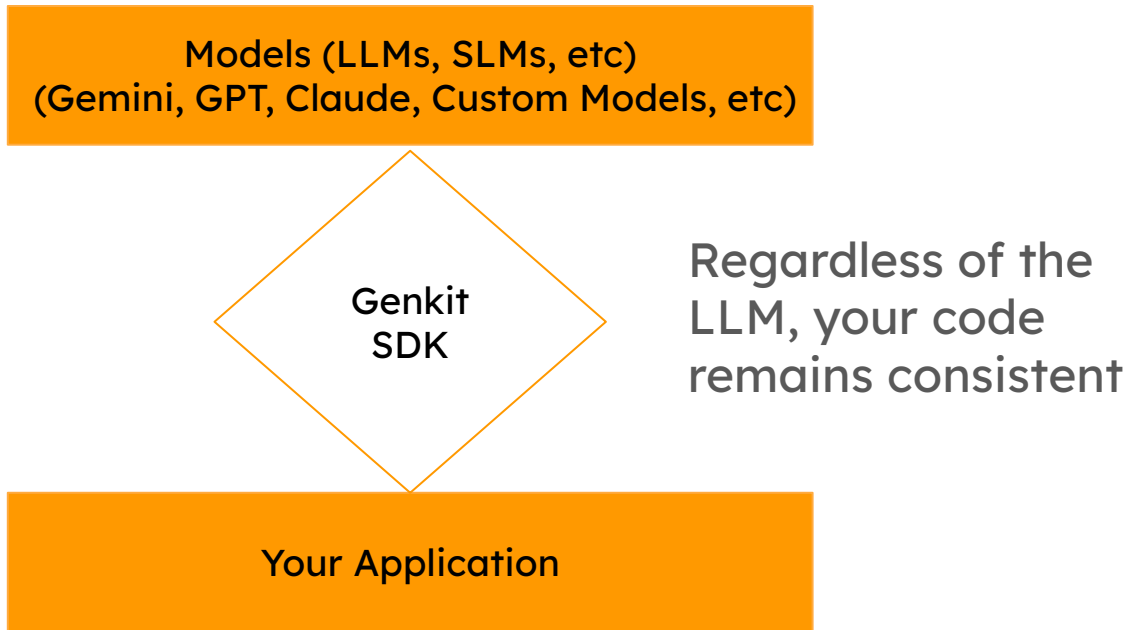 Models (LLMs, SLMs, etc)
(Gemini, GPT, Claude, Custom Models, etc)
Genkit
SDK
Regardless of the
LLM, your code
remains consistent
Your Application